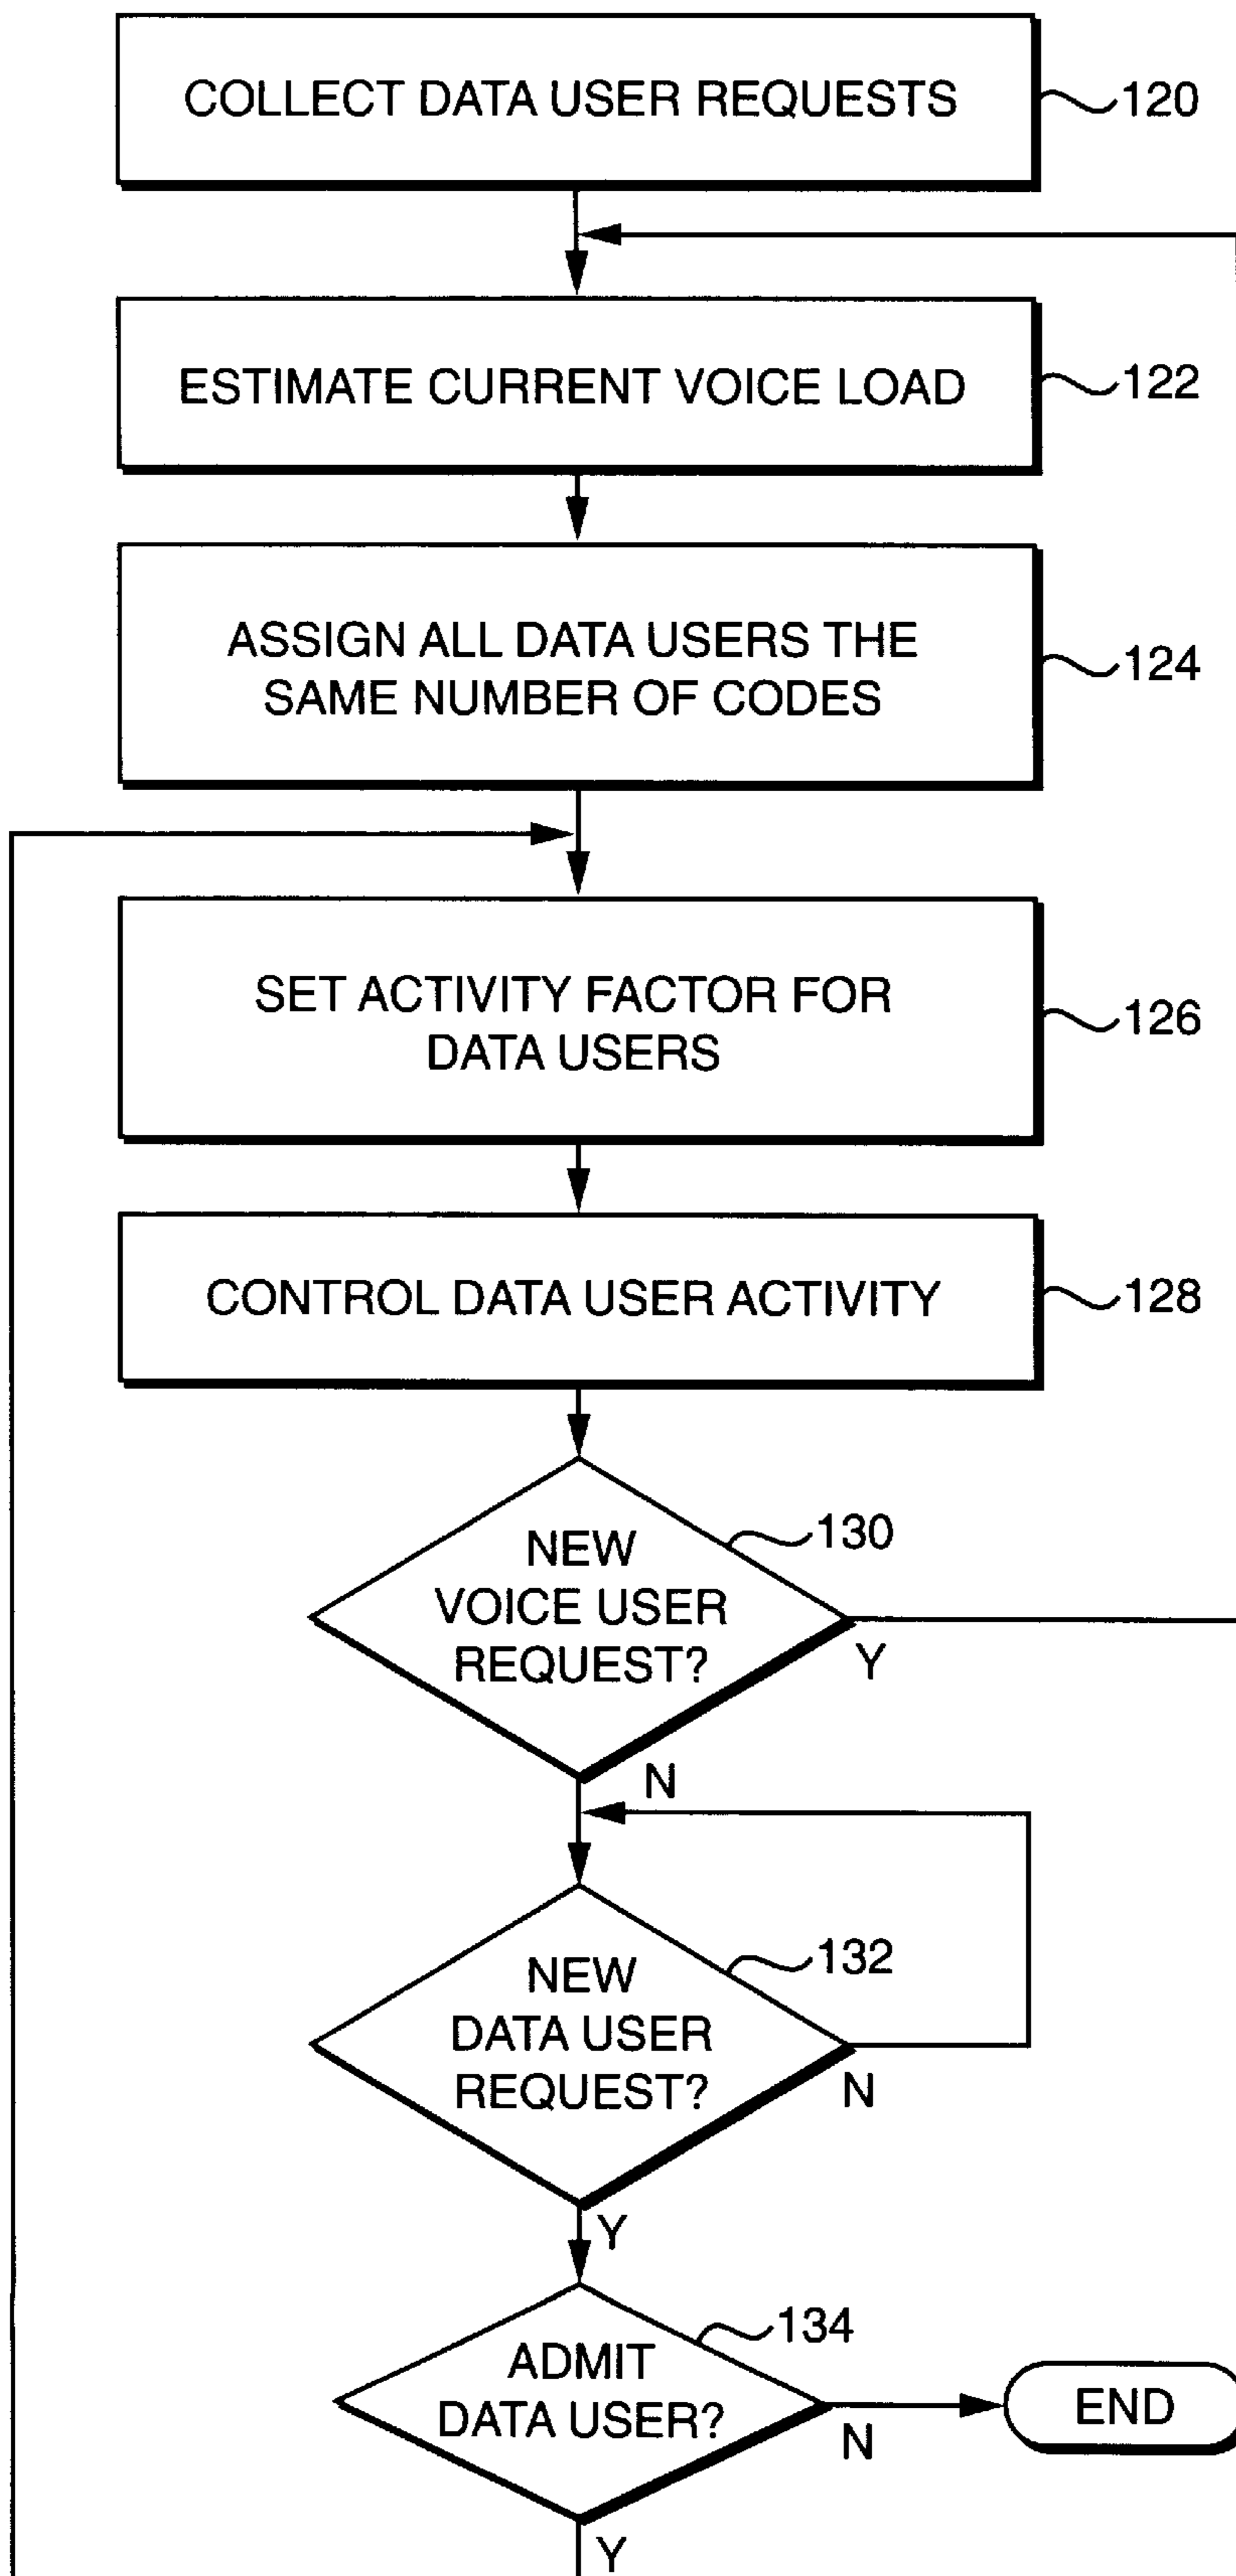 COLLECT DATA USER REQUESTS
120
ESTIMATE CURRENT VOICE LOAD
122
ASSIGN ALL DATA USERS THE
SAME NUMBER OF CODES
124
SET ACTIVITY FACTOR FOR
DATA USERS
126
CONTROL DATA USER ACTIVITY
128
NEW
VOICE USER
REQUEST?
130
Y
N
NEW
DATA USER
REQUEST?
132
N
Y
ADMIT
DATA USER?
134
N
END
Y